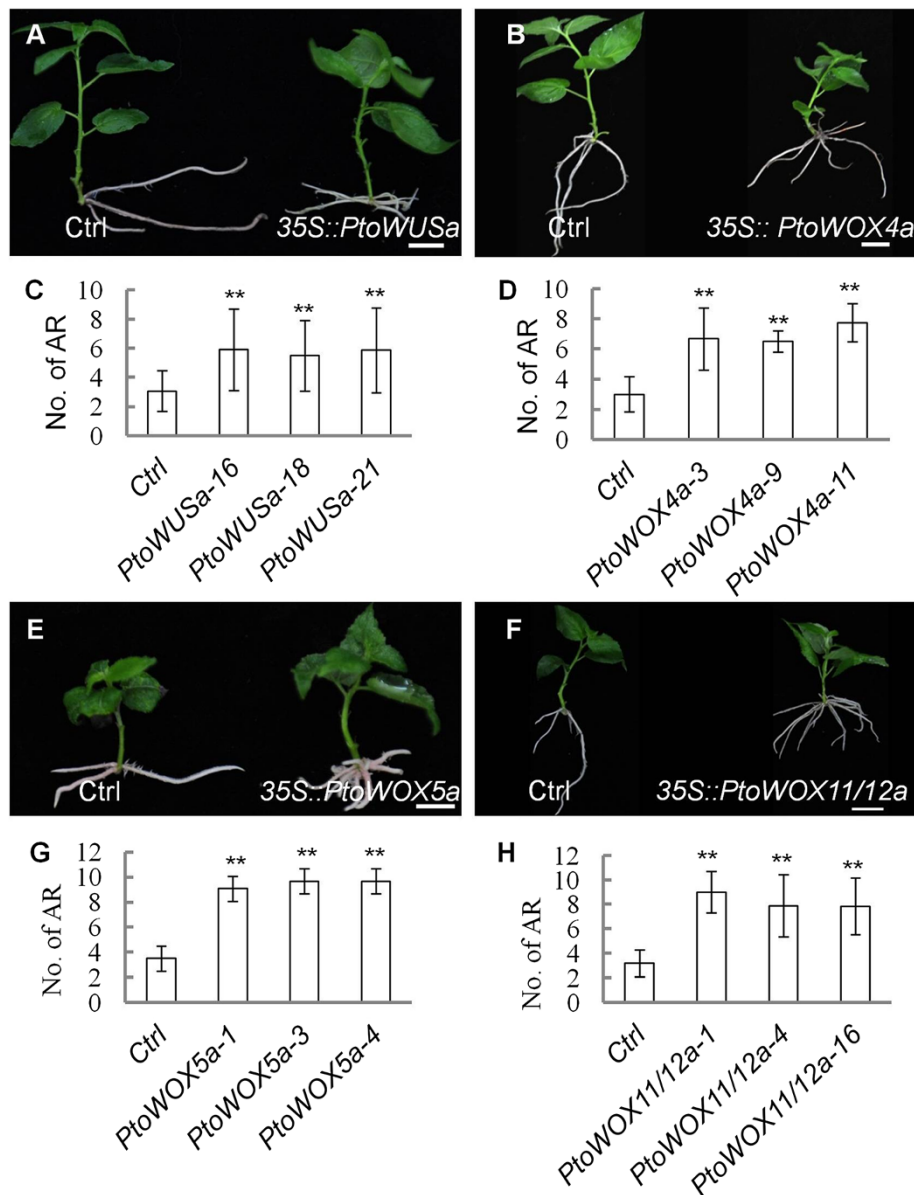 A
Ctrl
35S::PtoWUSa
B
Ctrl
35S:: PtoWOX4a
C
No. of AR
10
8
6
4
2
0
**
**
**
Ctrl
PtoWUSa-16
PtoWUSa-18
PtoWUSa-21
D
No. of AR
10
8
6
4
2
0
**
**
**
Ctrl
PtoWOX4a-3
PtoWOX4a-9
PtoWOX4a-11
E
Ctrl
35S::PtoWOX5a
F
Ctrl
35S::PtoWOX11/12a
G
No. of AR
12
10
8
6
4
2
0
**
**
**
Ctrl
PtoWOX5a-1
PtoWOX5a-3
PtoWOX5a-4
H
No. of AR
12
10
8
6
4
2
0
**
**
**
Ctrl
PtoWOX11/12a-1
PtoWOX11/12a-4
PtoWOX11/12a-16